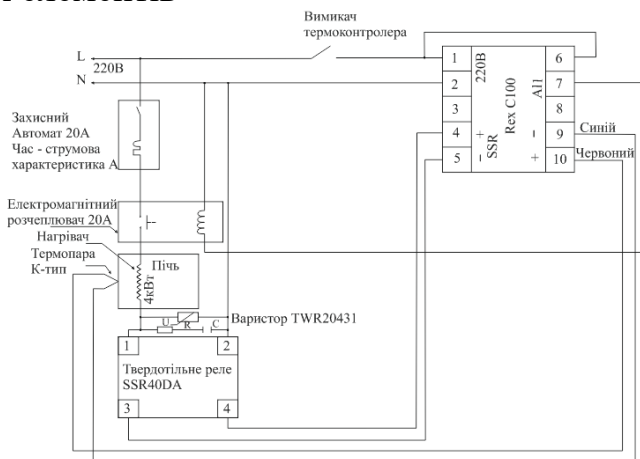 Вимикач
термоконтролера
L
220В
N
1
2
3
4
5
220В
+
SSR
−
Rex C100
Al1
−
+
6
7
8
9
10
Синій
Червоний
Захисний
Автомат 20А
Час - струмова
характеристика А
Електромагнітний
розчеплювач 20А
Нагрівач
Термопара
К-тип
Пічь
4кВт
Варистор TWR20431
U
R
C
1
2
Твердотільне реле
SSR40DA
3
4